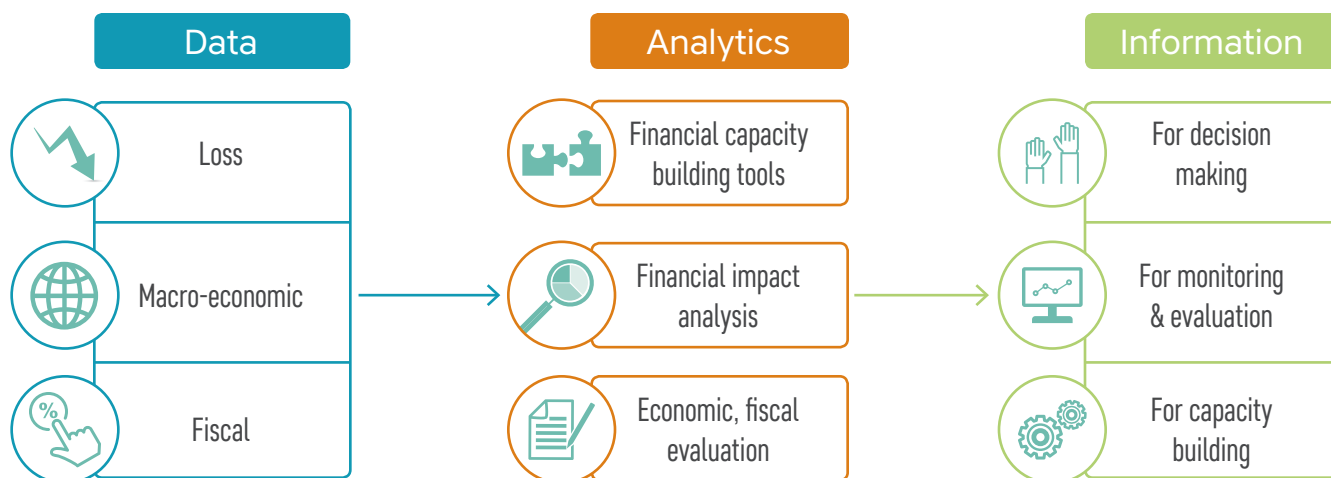 Data
Loss
Macro-economic
%
Fiscal
Analytics
Financial capacity
building tools
Financial impact
analysis
Economic, fiscal
evaluation
Information
For decision
making
For monitoring
& evaluation
For capacity
building